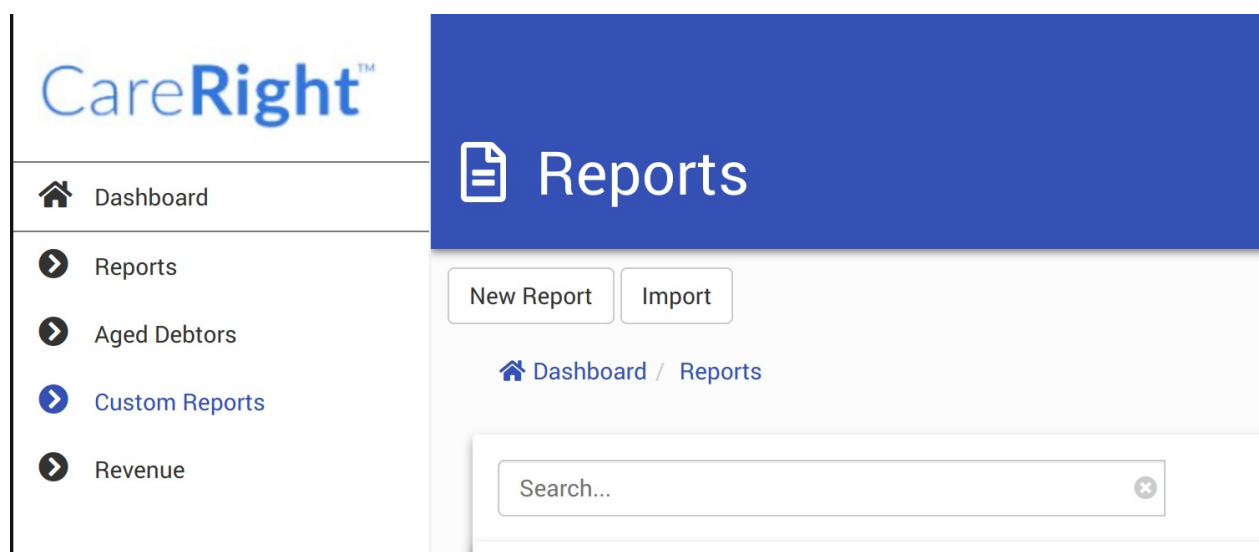 CareRight™
Dashboard
Reports
Aged Debtors
Custom Reports
Revenue
Reports
New Report
Import
Dashboard / Reports
Search...